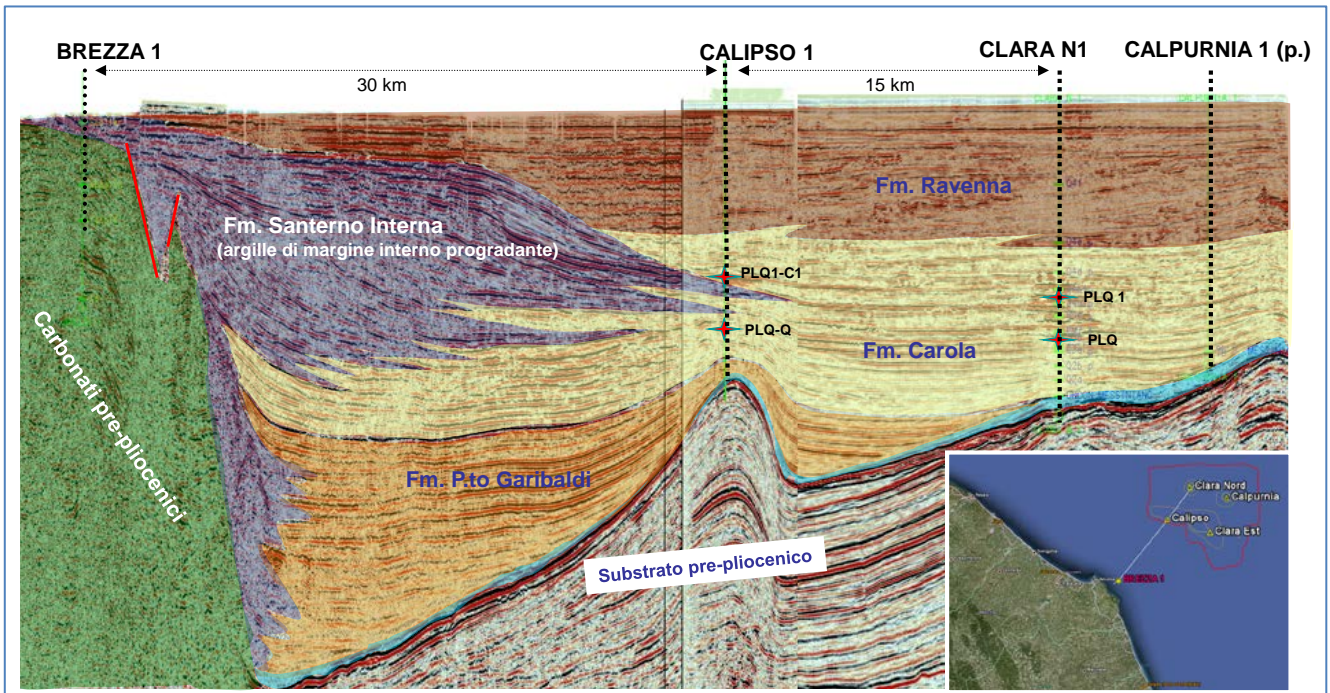 BREZZA 1
CALIPSO 1
CLARA N1
CALPURNIA 1 (p.)
30 km
15 km
Fm. Ravenna
Fm. Santerno Interna
(argille di margine interno progradante)
PLQ1-C1
PLQ 1
PLQ-Q
PLQ
Fm. Carola
Carbonati pre-pliocenici
Fm. P.to Garibaldi
Substrato pre-pliocenico
Clara Nord
Calpurnia
Calipso
Clara Est
BREZZA 1